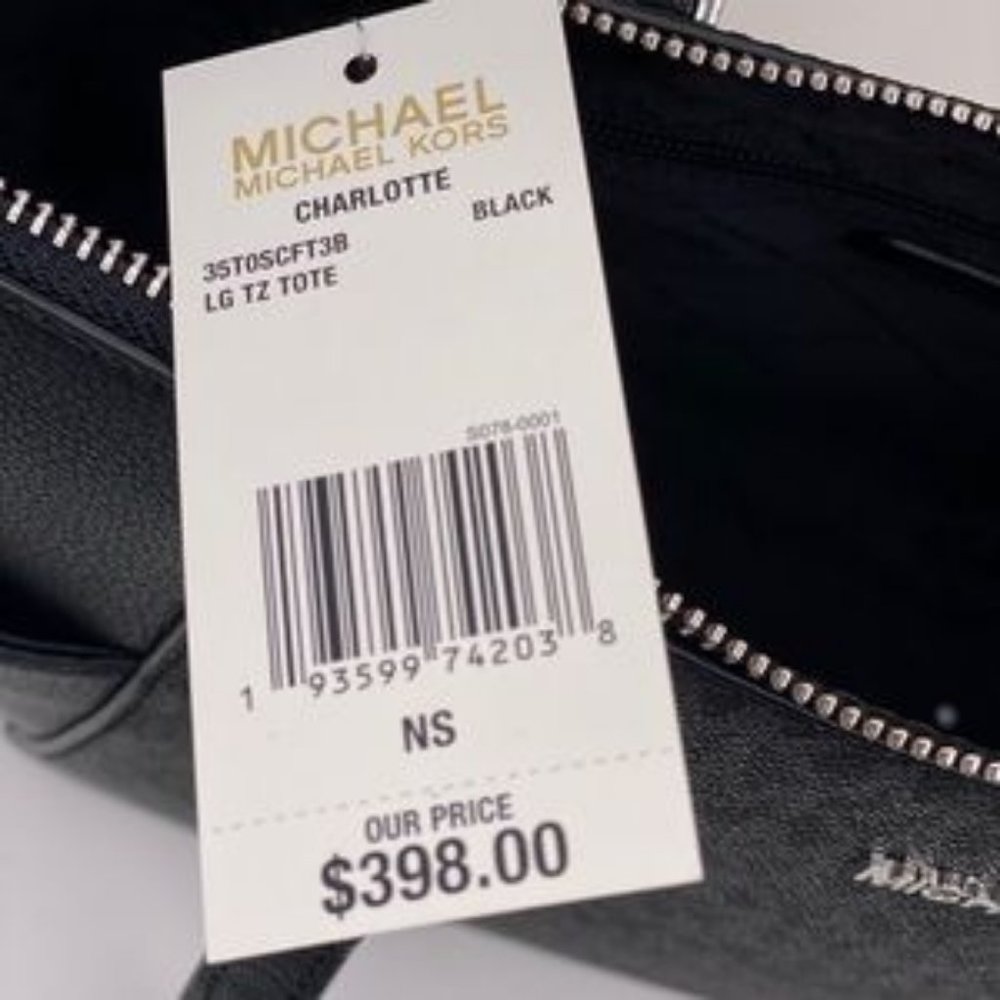 MICHAEL
MICHAEL KORS
CHARLOTTE
BLACK
35T0SCFT3B
LG TZ TOTE
S078-0001
1 93599 74203 8
NS
OUR PRICE
$398.00